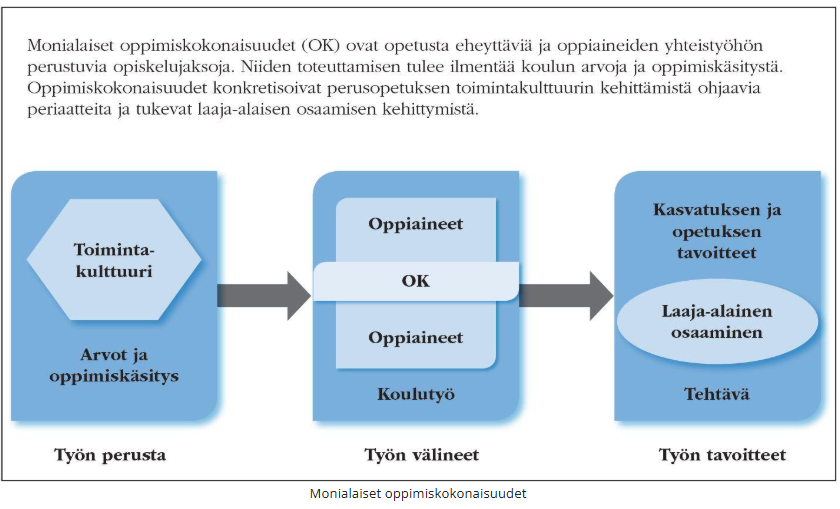 Monialaiset oppimiskokonaisuudet (OK) ovat opetusta eheyttäviä ja oppiaineiden yhteistyöhön
perustuvia opiskelujaksoja. Niiden toteuttamisen tulee ilmentää koulun arvoja ja oppimiskäsitystä.
Oppimiskokonaisuudet konkretisoivat perusopetuksen toimintakulttuurin kehittämistä ohjaavia
periaatteita ja tukevat laaja-alaisen osaamisen kehittymistä.
Toiminta-
kulttuuri
Arvot ja
oppimiskäsitys
Työn perusta
Oppiaineet
OK
Oppiaineet
Koulutyö
Työn välineet
Kasvatuksen ja
opetuksen
tavoitteet
Laaja-alainen
osaaminen
Tehtävä
Työn tavoitteet
Monialaiset oppimiskokonaisuudet